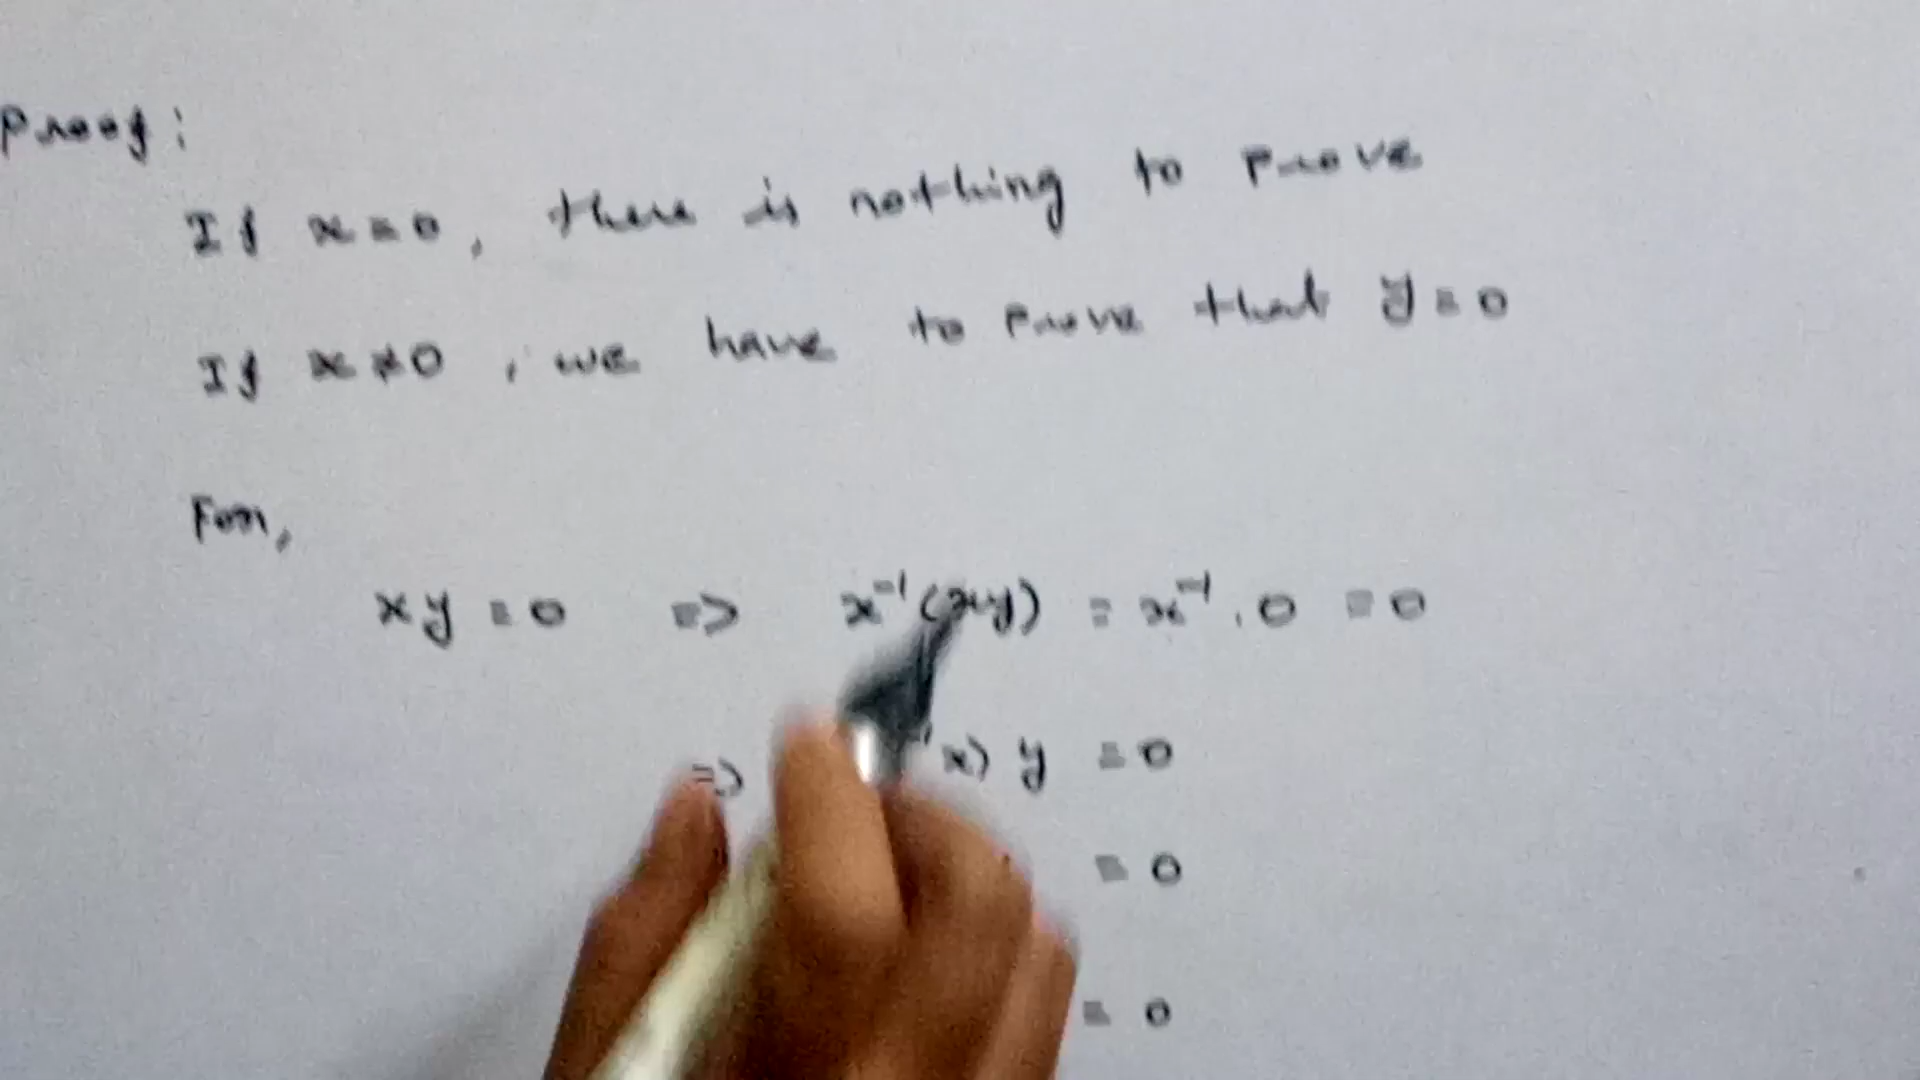 Proof:
If x = 0, there is nothing to prove
If x ≠ 0, we have to prove that y = 0
For,
xy = 0 => x⁻¹(xy) = x⁻¹.0 = 0
=> x) y = 0
= 0
= 0